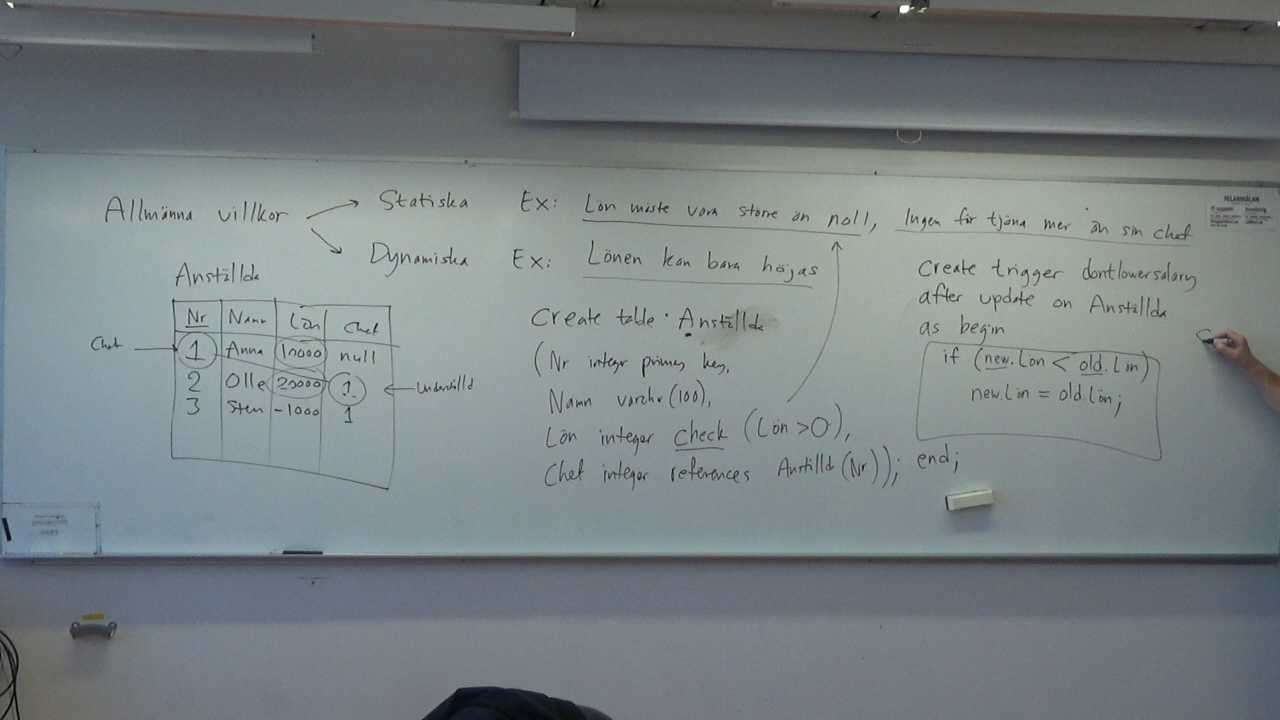 Allmänna villkor
Statiska
Ex: Lön måste vara större än noll, Ingen får tjäna mer än sin chef
Dynamiska
Ex: Lönen kan bara höjas
Anställda
Nr Namn Lön Chef
1 Anna 10000 null
2 Olle 20000 1
3 Sten -1000 1
Chef
Underställd
Create table Anställda
(Nr integer primary key,
Namn varchar (100),
Lön integer check (Lön >0),
Chef integer references Anställd (Nr));
Create trigger dontlowersalary
after update on Anställda
as begin
if (new.Lön < old.Lön)
new.Lön = old.Lön;
end;
FELANMÄLAN